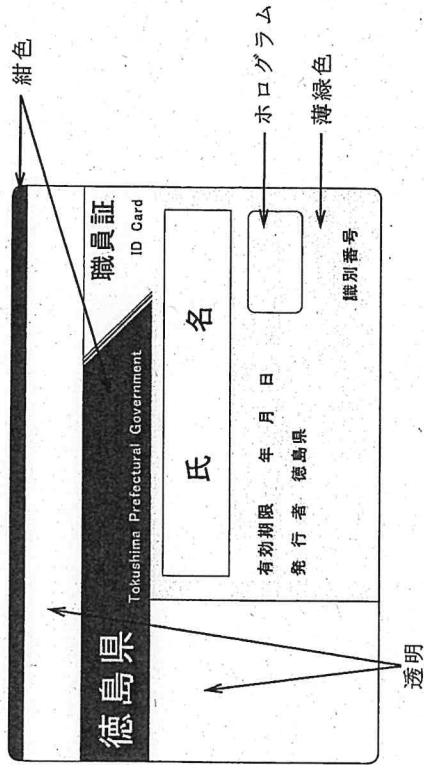 紺色
徳島県
Tokushima Prefectural Government
職員証
ID Card
氏名
ホログラム
有効期限 年 月 日
発行者 徳島県
薄緑色
識別番号
透明